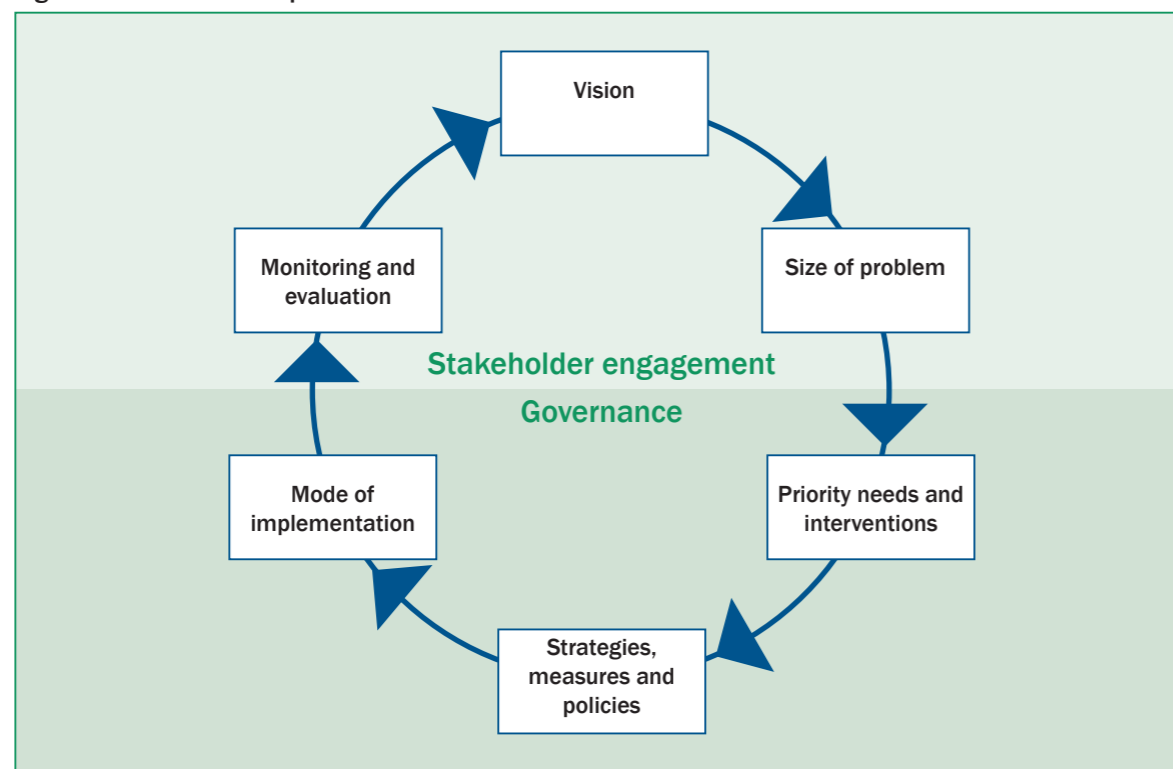 Vision
Size of problem
Monitoring and
evaluation
Stakeholder engagement
Governance
Priority needs and
interventions
Mode of
implementation
Strategies,
measures and
policies